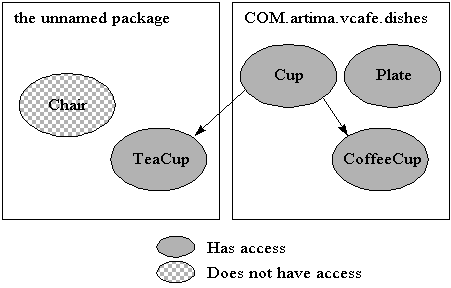 the unnamed package
COM.artima.vcafe.dishes
Cup
Plate
Chair
TeaCup
CoffeeCup
Has access
Does not have access